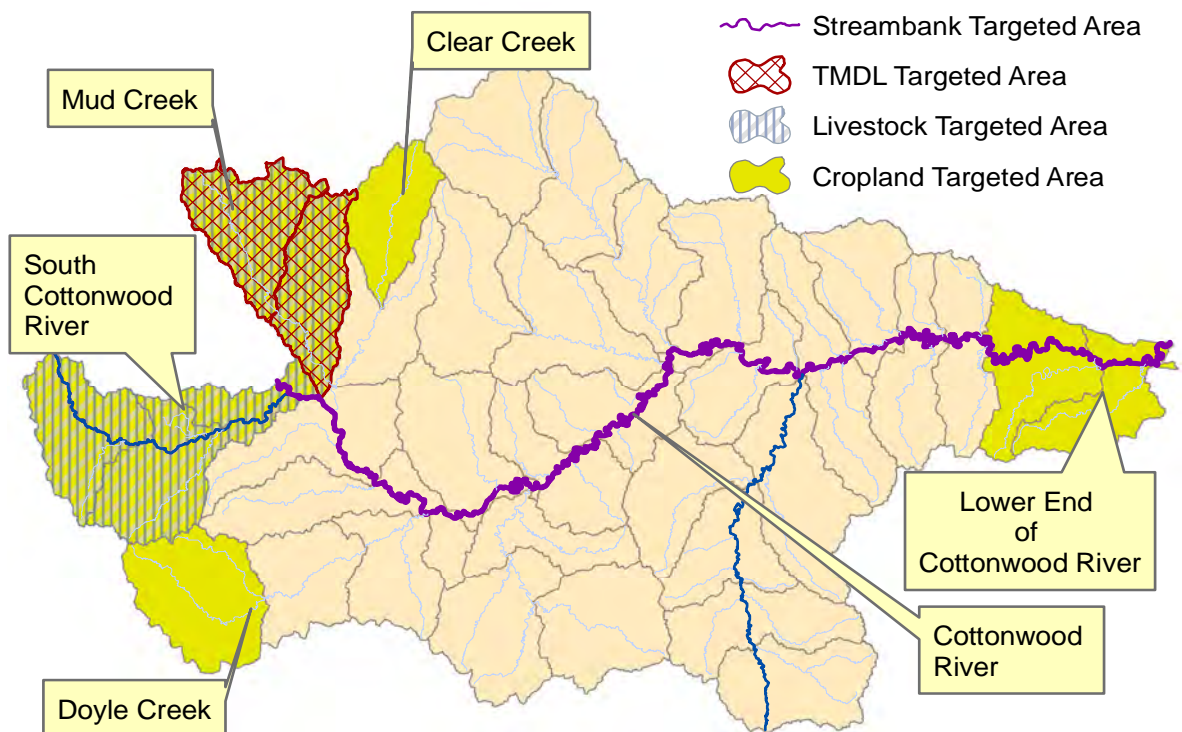 Clear Creek
Streambank Targeted Area
TMDL Targeted Area
Livestock Targeted Area
Cropland Targeted Area
Mud Creek
South
Cottonwood
River
Lower End
of
Cottonwood River
Cottonwood
River
Doyle Creek